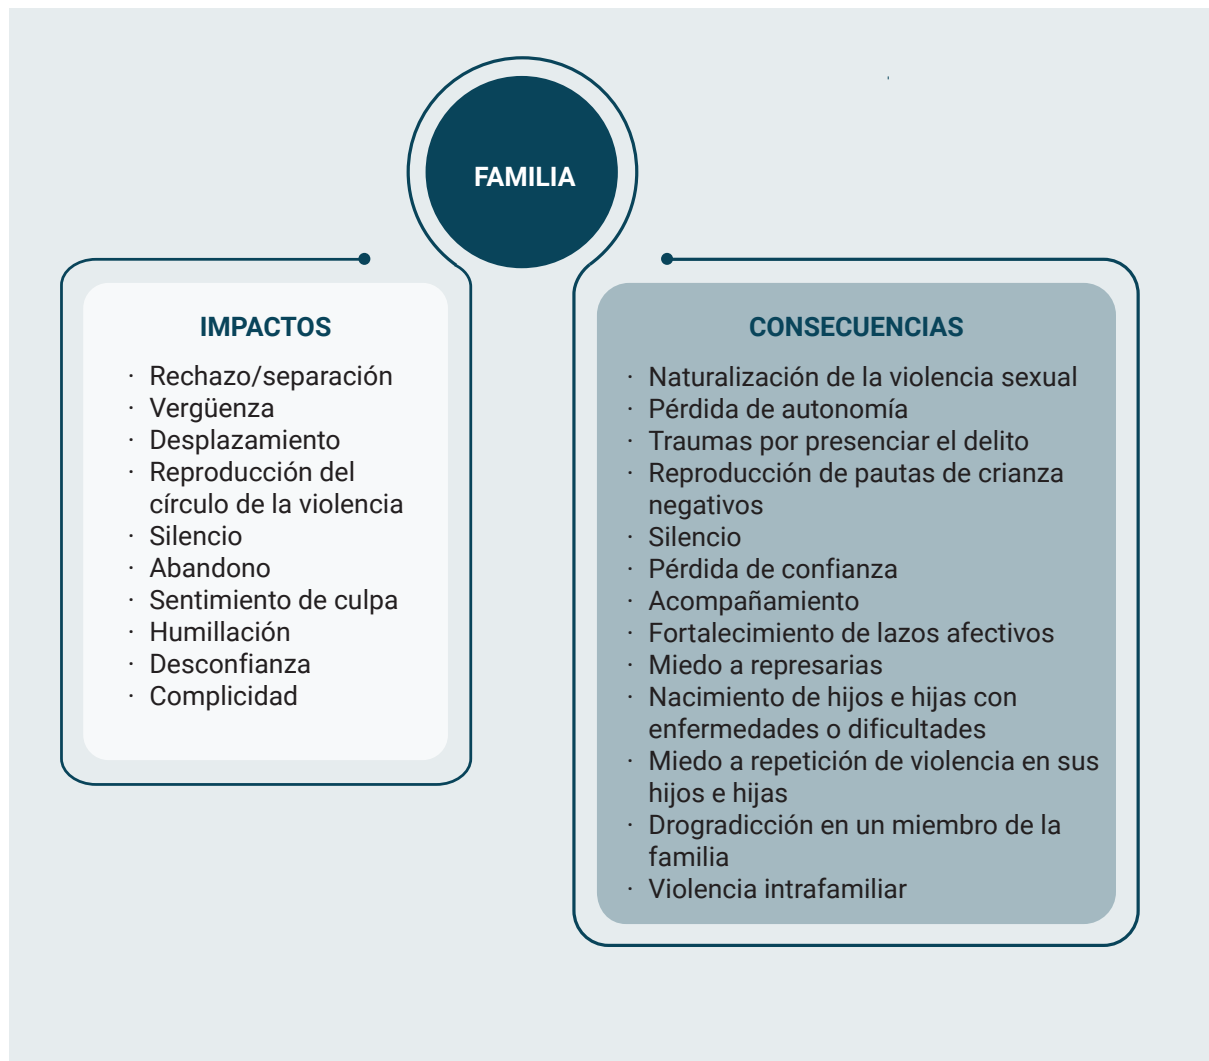 FAMILIA
IMPACTOS
· Rechazo/separación
· Vergüenza
· Desplazamiento
· Reproducción del
círculo de la violencia
· Silencio
· Abandono
· Sentimiento de culpa
· Humillación
· Desconfianza
· Complicidad
CONSECUENCIAS
· Naturalización de la violencia sexual
· Pérdida de autonomía
· Traumas por presenciar el delito
· Reproducción de pautas de crianza
negativos
· Silencio
· Pérdida de confianza
· Acompañamiento
· Fortalecimiento de lazos afectivos
· Miedo a represarias
· Nacimiento de hijos e hijas con
enfermedades o dificultades
· Miedo a repetición de violencia en sus
hijos e hijas
· Drogradicción en un miembro de la
familia
· Violencia intrafamiliar